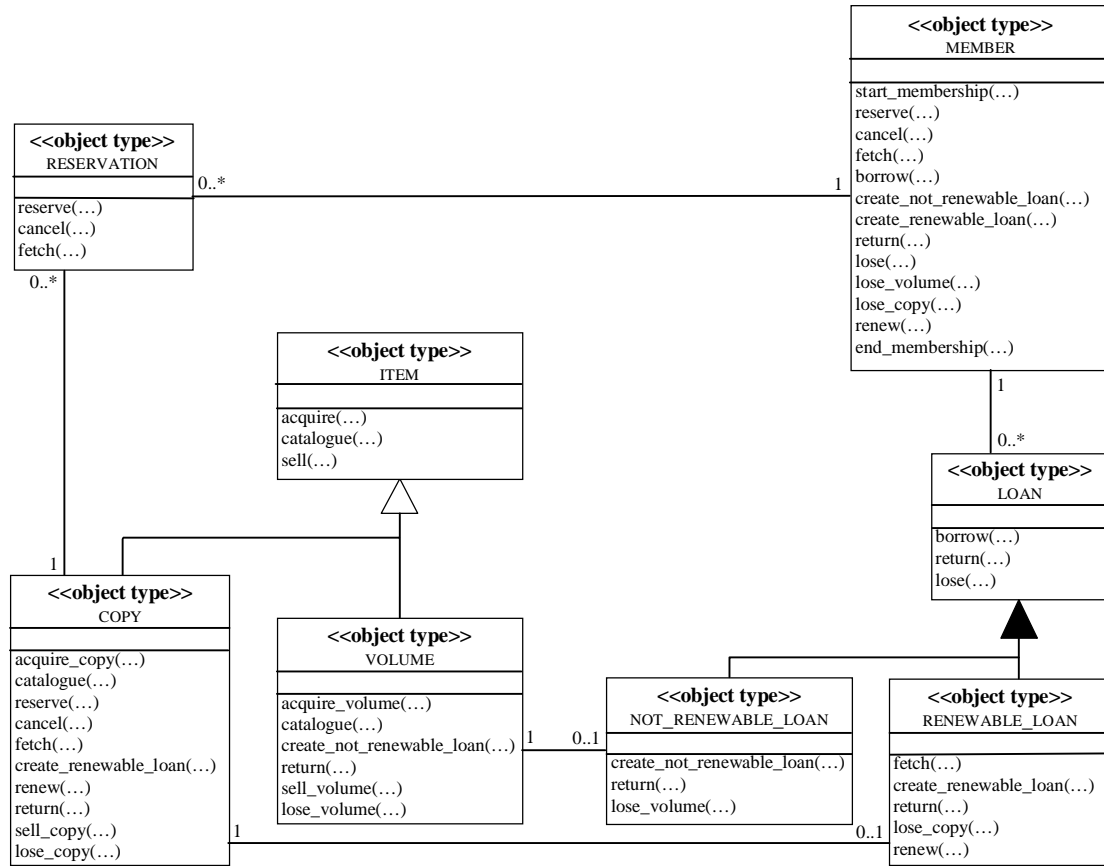 <<object type>>
MEMBER
start_membership(…)
reserve(…)
cancel(…)
fetch(…)
borrow(…)
create_not_renewable_loan(…)
create_renewable_loan(…)
return(…)
lose(…)
lose_volume(…)
lose_copy(…)
renew(…)
end_membership(…)
<<object type>>
RESERVATION
reserve(…)
cancel(…)
fetch(…)
0..*
1
0..*
1
1
0..*
<<object type>>
ITEM
acquire(…)
catalogue(…)
sell(…)
<<object type>>
LOAN
borrow(…)
return(…)
lose(…)
<<object type>>
COPY
acquire_copy(…)
catalogue(…)
reserve(…)
cancel(…)
fetch(…)
create_renewable_loan(…)
renew(…)
return(…)
sell_copy(…)
lose_copy(…)
<<object type>>
VOLUME
acquire_volume(…)
catalogue(…)
create_not_renewable_loan(…)
return(…)
sell_volume(…)
lose_volume(…)
1
0..1
<<object type>>
NOT_RENEWABLE_LOAN
create_not_renewable_loan(…)
return(…)
lose_volume(…)
<<object type>>
RENEWABLE_LOAN
fetch(…)
create_renewable_loan(…)
return(…)
lose_copy(…)
renew(…)
1
0..1